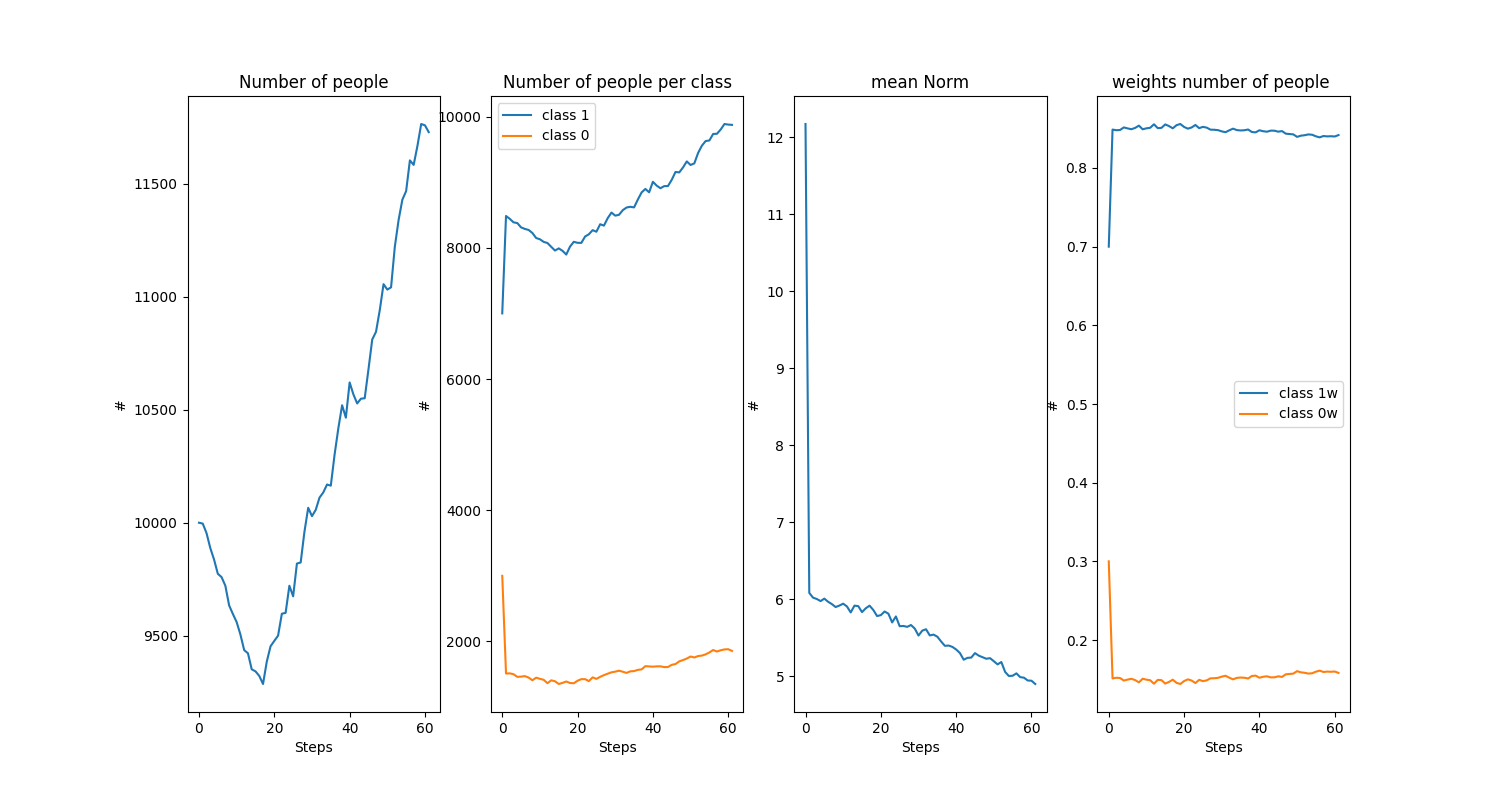 Number of people
11500
11000
10500
10000
9500
#
0 20 40 60
Steps
Number of people per class
class 1
class 0
10000
8000
6000
4000
2000
#
0 20 40 60
Steps
mean Norm
12
11
10
9
8
7
6
5
#
0 20 40 60
Steps
weights number of people
0.8
0.7
0.6
0.5
0.4
0.3
0.2
#
class 1w
class 0w
0 20 40 60
Steps